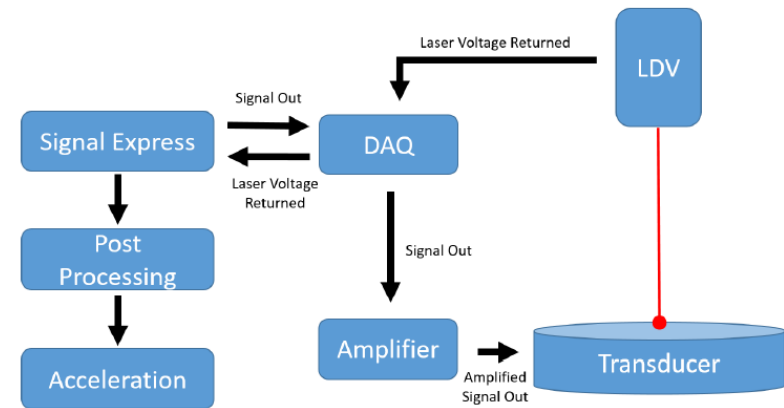 Laser Voltage Returned
LDV
Signal Out
Signal Express
DAQ
Laser Voltage
Returned
Post
Processing
Signal Out
Amplifier
Transducer
Acceleration
Amplified
Signal Out